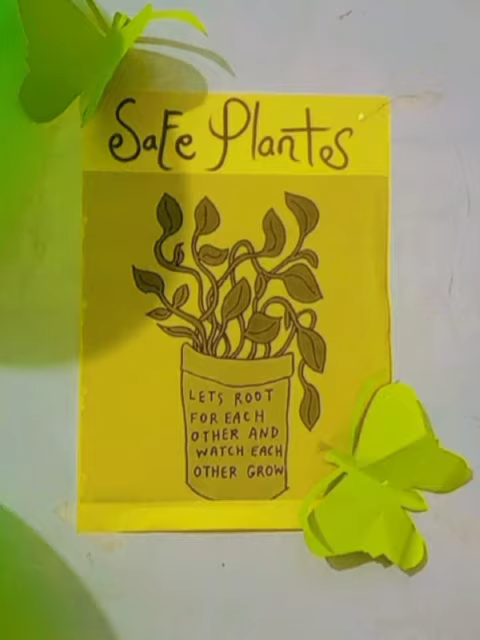 SaFe Plantes
LETS ROOT
FOR EACH
OTHER AND
WATCH EACH
OTHER GROW